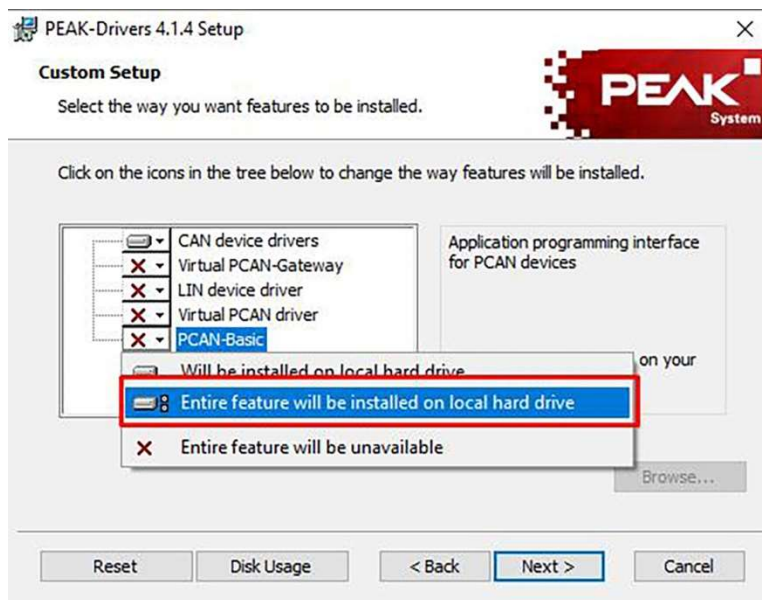 PEAK-Drivers 4.1.4 Setup
Custom Setup
Select the way you want features to be installed.
PEAK
System
Click on the icons in the tree below to change the way features will be installed.
CAN device drivers
Virtual PCAN-Gateway
LIN device driver
Virtual PCAN driver
PCAN-Basic
Application programming interface
for PCAN devices
on your
Will be installed on local hard drive
Entire feature will be installed on local hard drive
Entire feature will be unavailable
Browse...
Reset
Disk Usage
< Back
Next >
Cancel